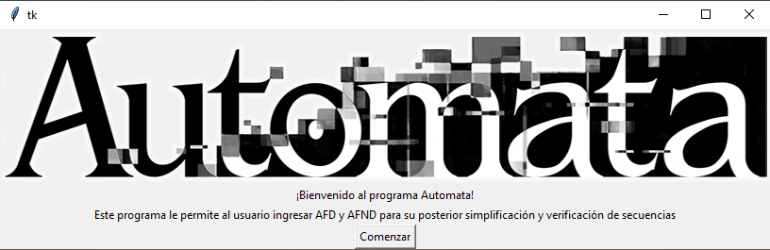 tk
Automata
¡Bienvenido al programa Automata!
Este programa le permite al usuario ingresar AFD y AFND para su posterior simplificación y verificación de secuencias
Comenzar